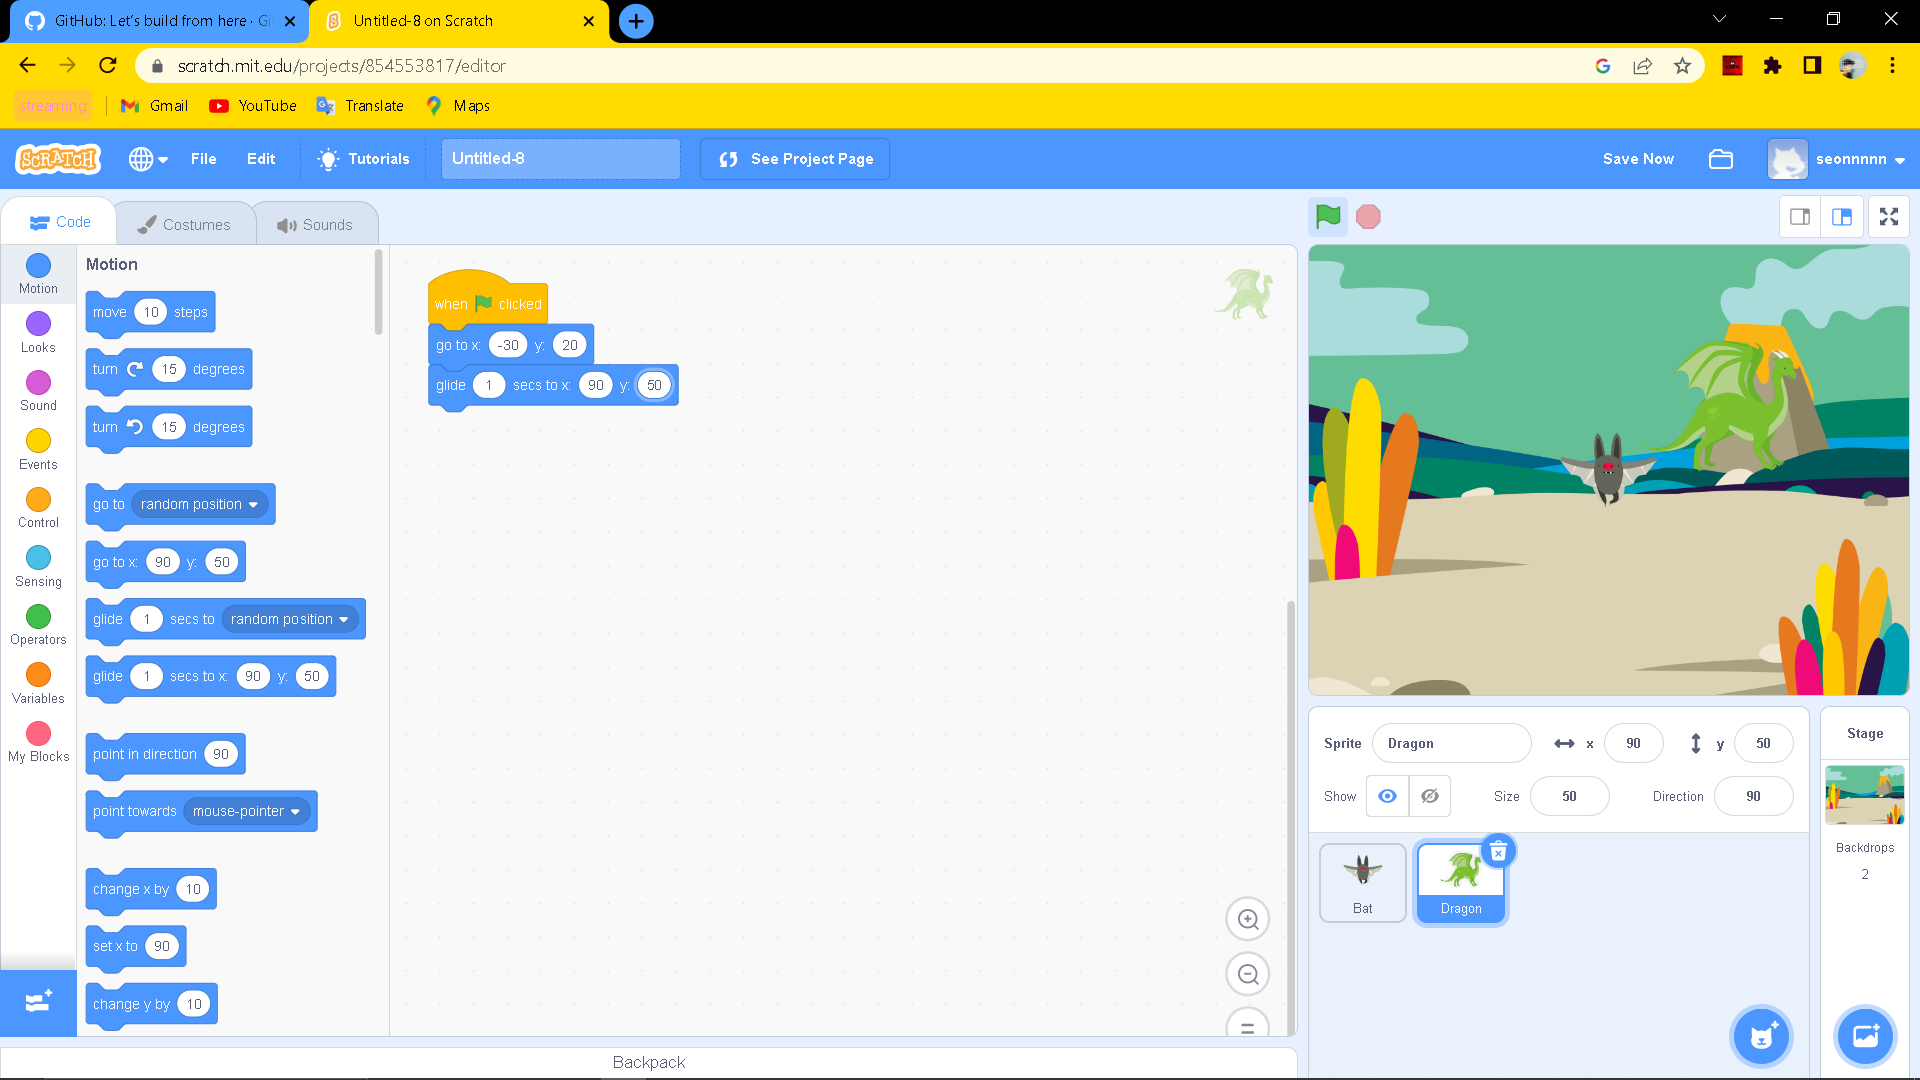 GitHub: Let's build from here · Gi
Untitled-8 on Scratch
scratch.mit.edu/projects/854553817/editor
streaming
Gmail
YouTube
Translate
Maps
SCRATCH
File
Edit
Tutorials
Untitled-8
See Project Page
Save Now
seonnnnn
Code
Costumes
Sounds
Motion
Looks
Sound
Events
Control
Sensing
Operators
Variables
My Blocks
Motion
move 10 steps
turn 15 degrees
turn 15 degrees
go to random position
go to x: 90 y: 50
glide 1 secs to random position
glide 1 secs to x: 90 y: 50
point in direction 90
point towards mouse-pointer
change x by 10
set x to 90
change y by 10
when clicked
go to x: -30 y: 20
glide 1 secs to x: 90 y: 50
Backpack
Sprite Dragon x 90 y 50
Show Size 50 Direction 90
Bat
Dragon
Stage
Backdrops
2